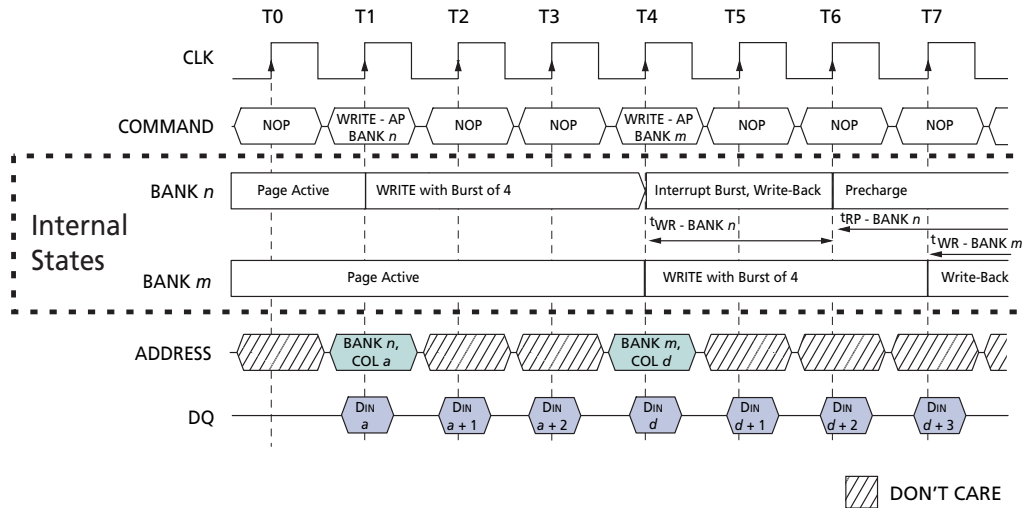 T0 T1 T2 T3 T4 T5 T6 T7
CLK
COMMAND NOP WRITE - AP BANK n NOP NOP WRITE - AP BANK m NOP NOP NOP
Internal States
BANK n Page Active WRITE with Burst of 4 Interrupt Burst, Write-Back Precharge
tWR - BANK n tRP - BANK n
tWR - BANK m
BANK m Page Active WRITE with Burst of 4 Write-Back
ADDRESS BANK n, COL a BANK m, COL d
DQ DIN a DIN a + 1 DIN a + 2 DIN d DIN d + 1 DIN d + 2 DIN d + 3
DON'T CARE